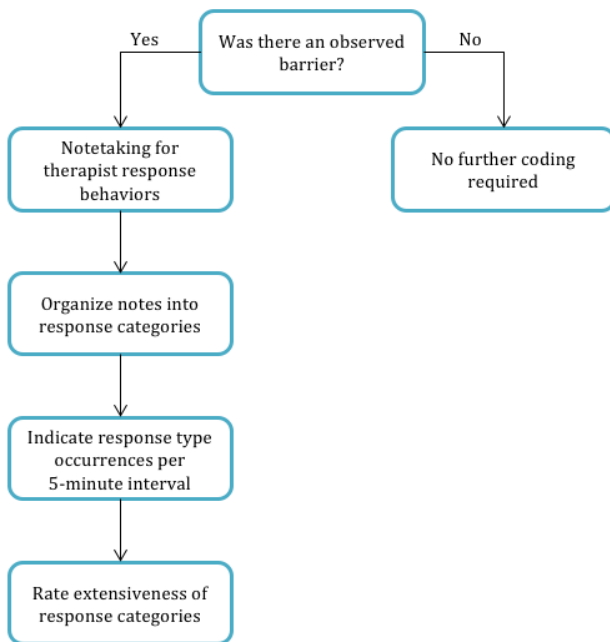 Yes
Was there an observed
barrier?
No
Notetaking for
therapist response
behaviors
No further coding
required
Organize notes into
response categories
Indicate response type
occurrences per
5-minute interval
Rate extensiveness of
response categories